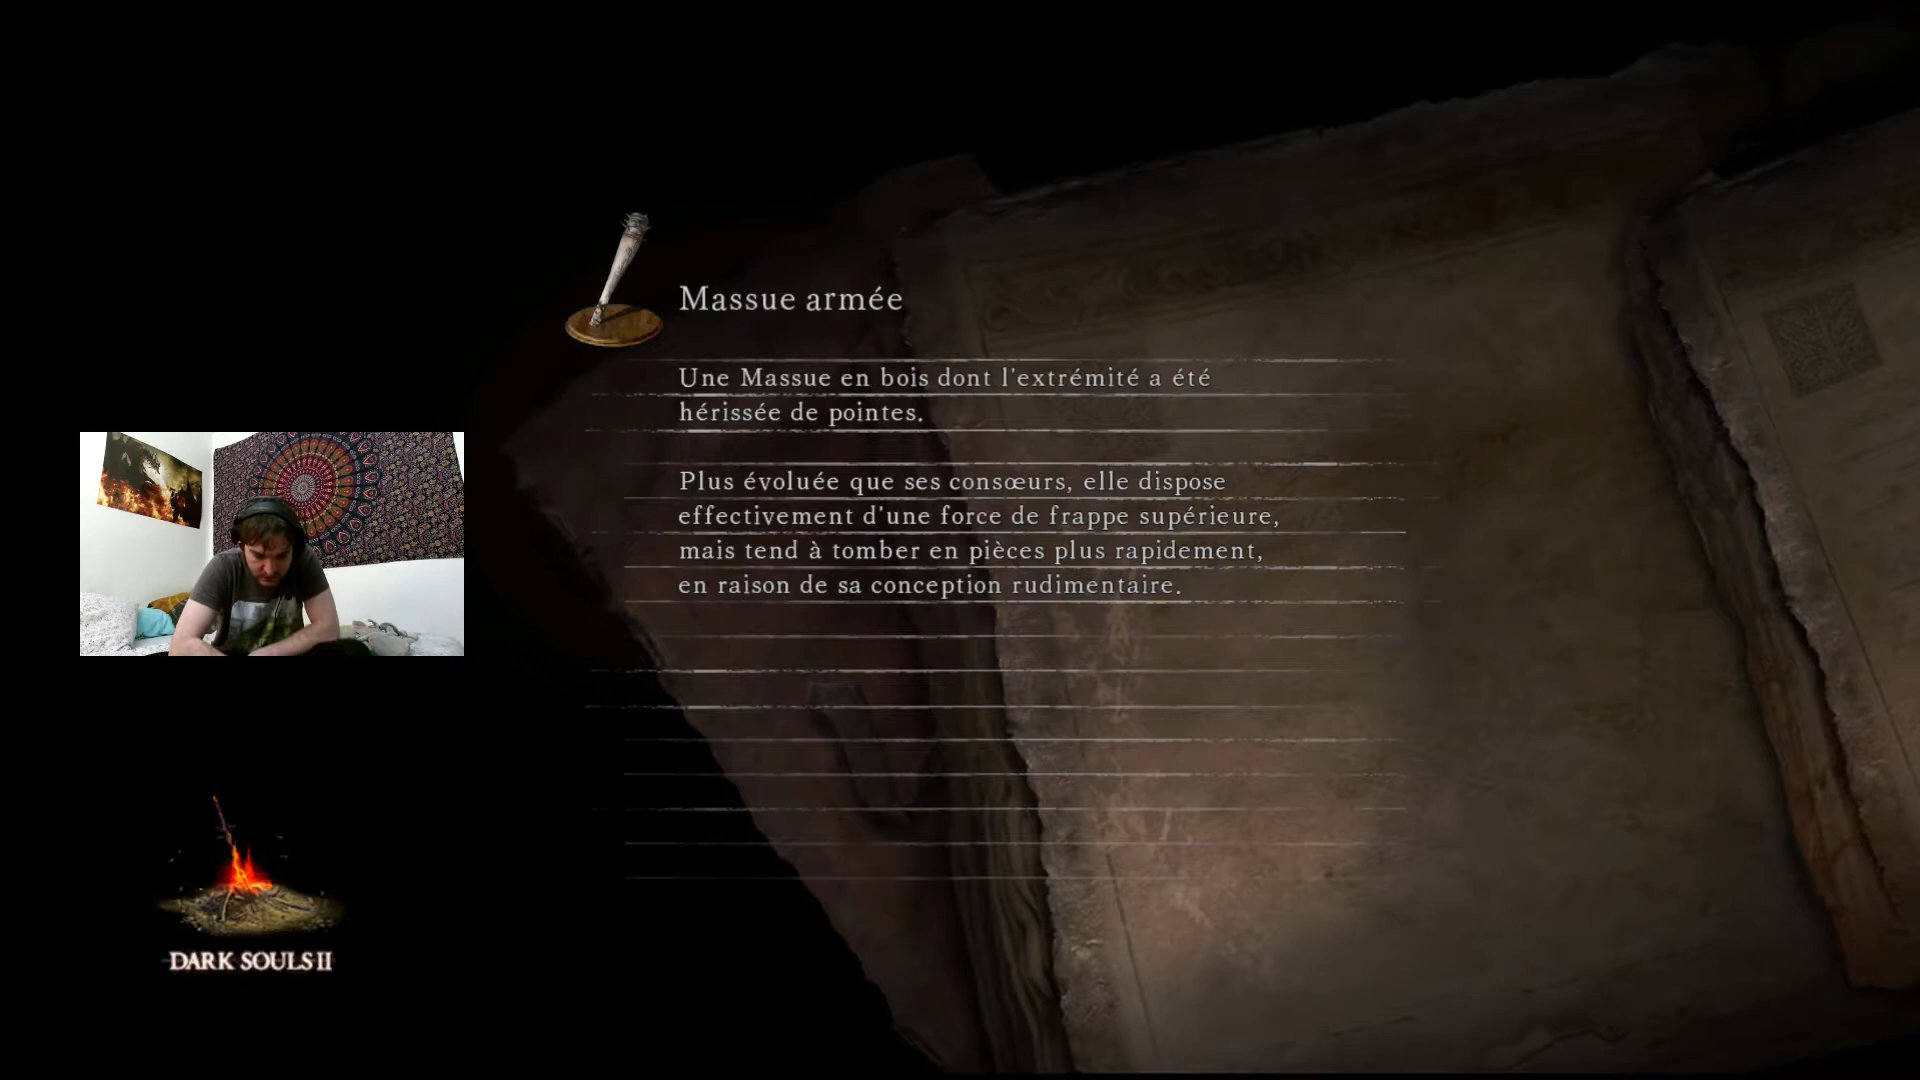 Massue armée
Une Massue en bois dont l'extrémité a été
hérissée de pointes.
Plus évoluée que ses consœurs, elle dispose
effectivement d'une force de frappe supérieure,
mais tend à tomber en pièces plus rapidement,
en raison de sa conception rudimentaire.
DARK SOULS II